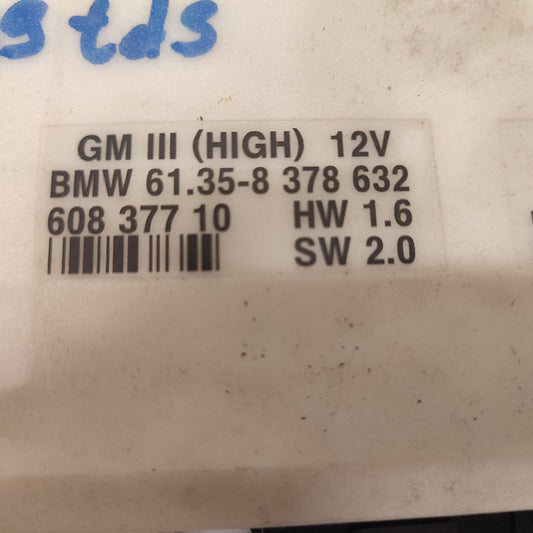 tds
GM III (HIGH) 12V
BMW 61.35-8 378 632
608 377 10 HW 1.6
SW 2.0